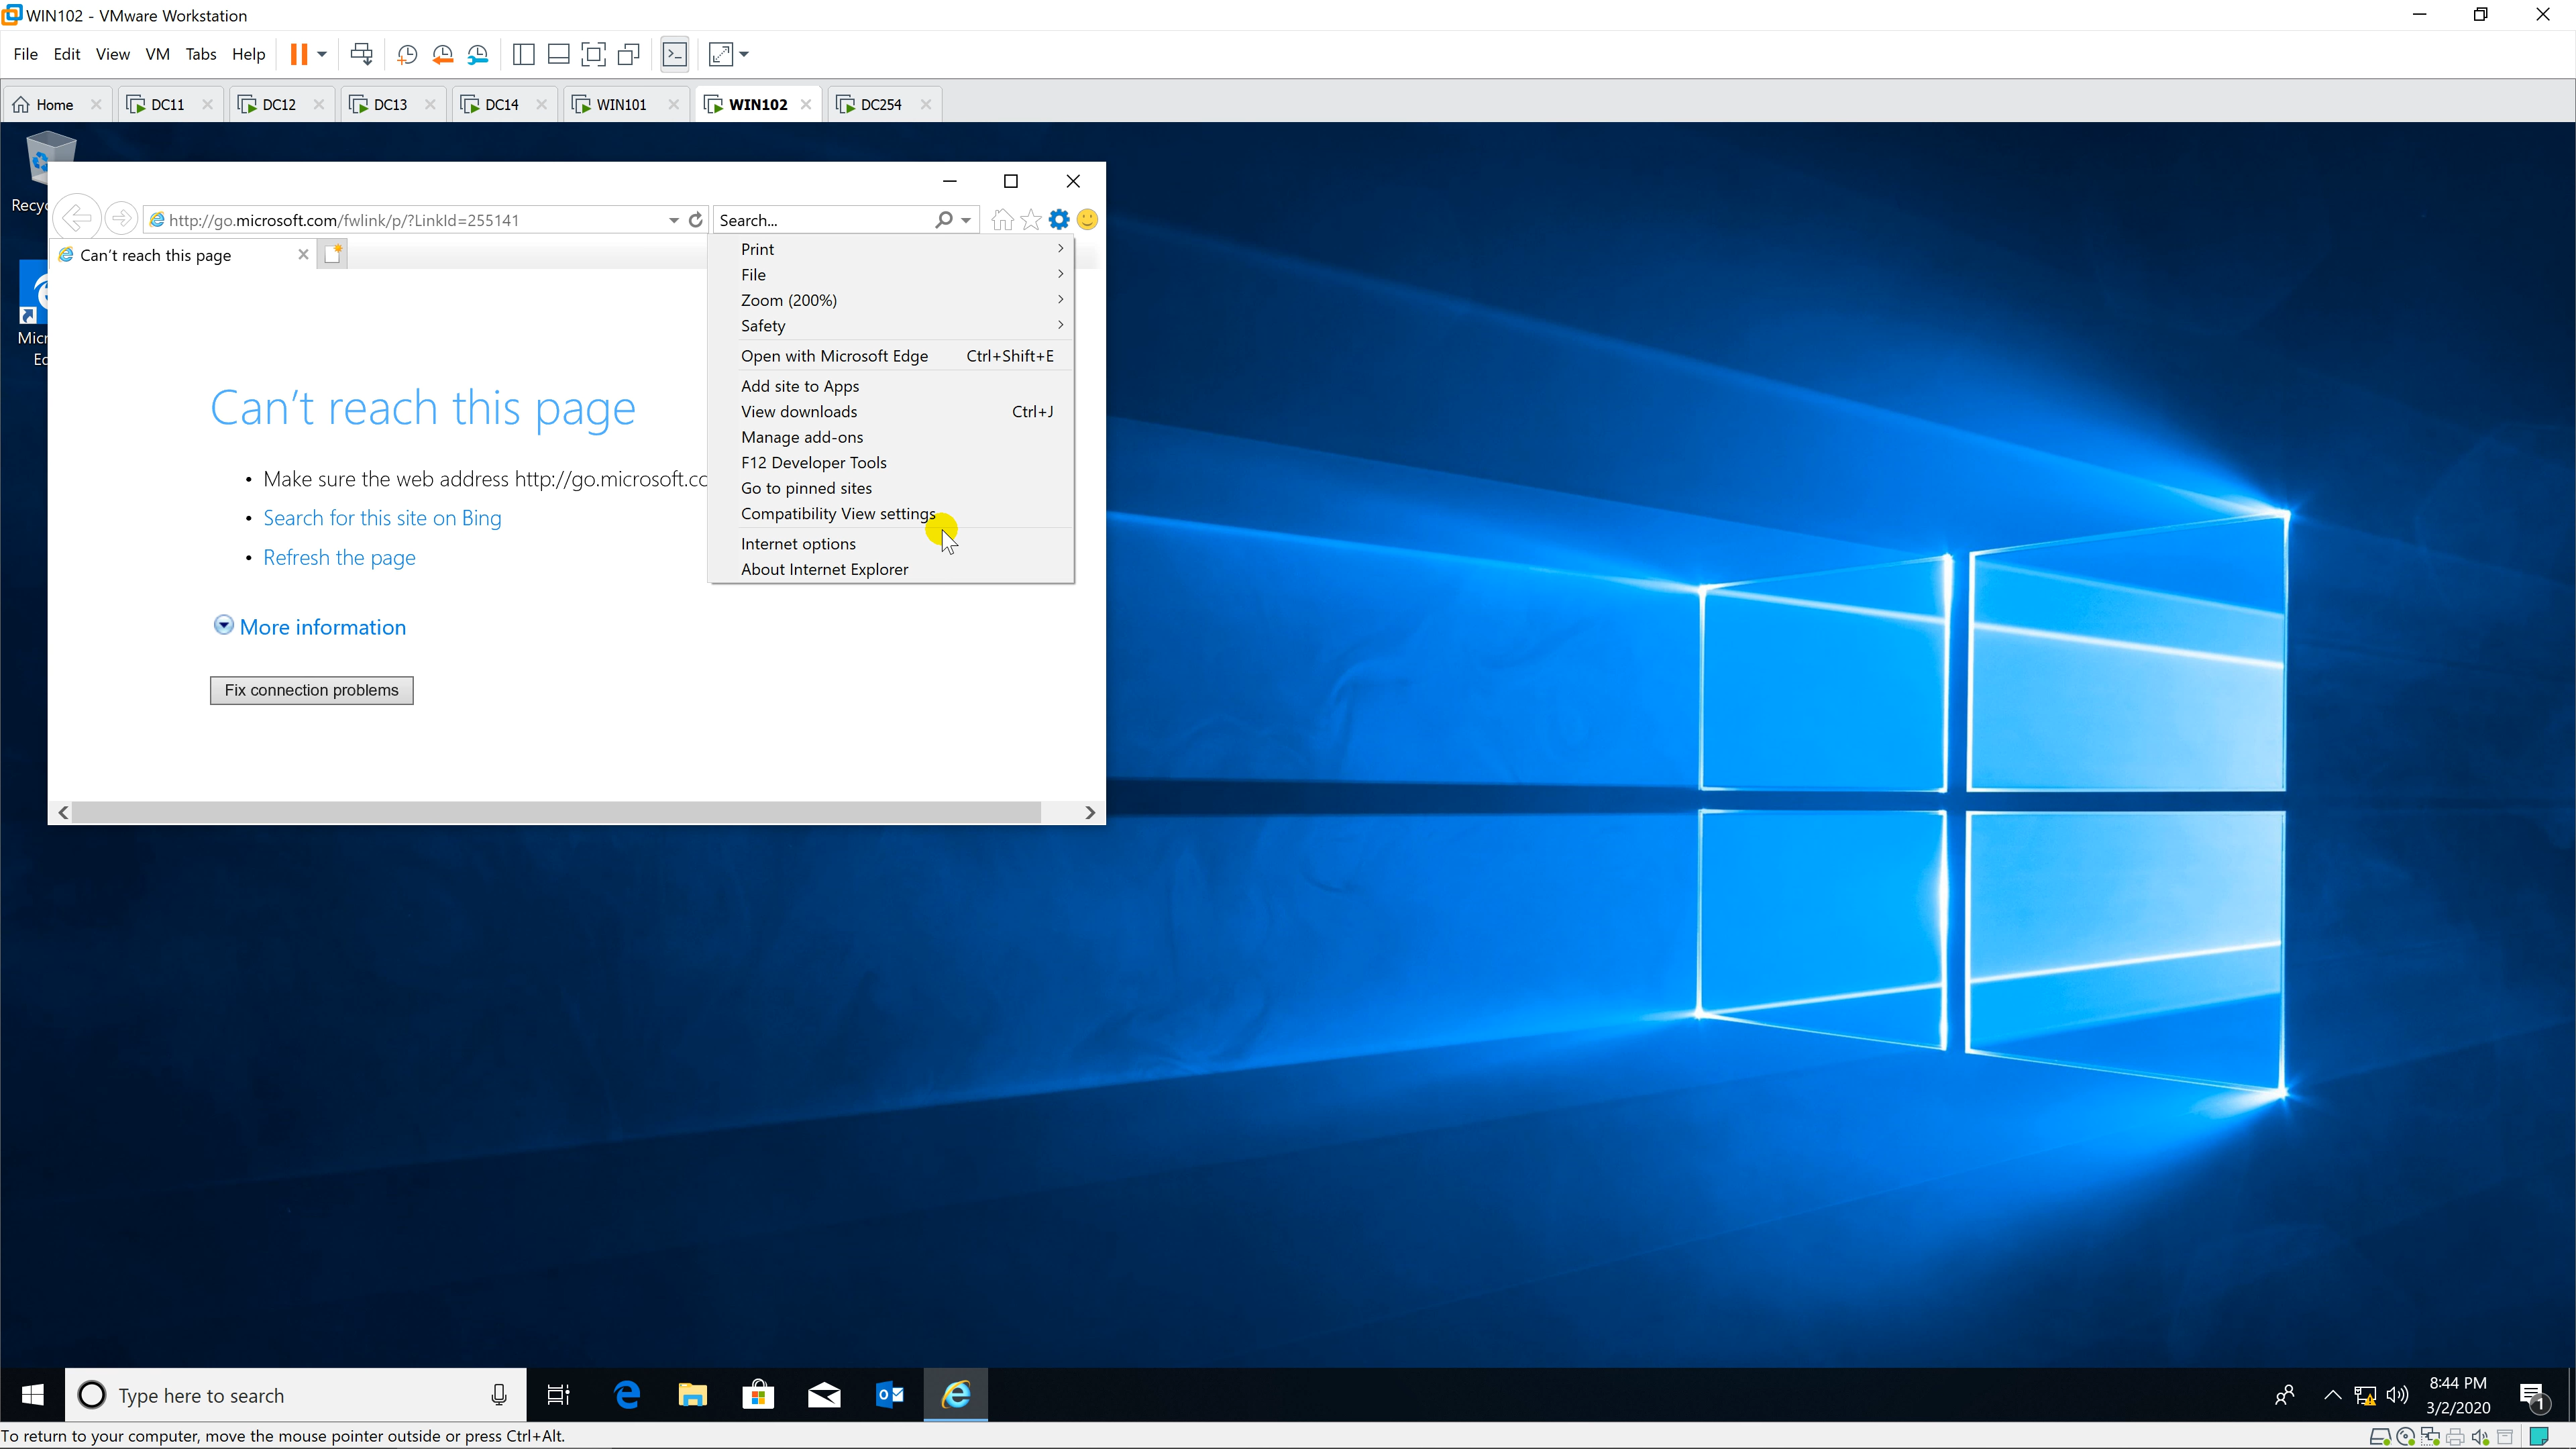 WIN102 - VMware Workstation
File Edit View VM Tabs Help
Home DC11 DC12 DC13 DC14 WIN101 WIN102 DC254
http://go.microsoft.com/fwlink/p/?LinkId=255141 Search...
Can't reach this page
Print
File
Zoom (200%)
Safety
Open with Microsoft Edge Ctrl+Shift+E
Add site to Apps
View downloads Ctrl+J
Manage add-ons
F12 Developer Tools
Go to pinned sites
Compatibility View settings
Internet options
About Internet Explorer
Can't reach this page
• Make sure the web address http://go.microsoft.co
• Search for this site on Bing
• Refresh the page
More information
Fix connection problems
Type here to search
8:44 PM
3/2/2020
1
To return to your computer, move the mouse pointer outside or press Ctrl+Alt.